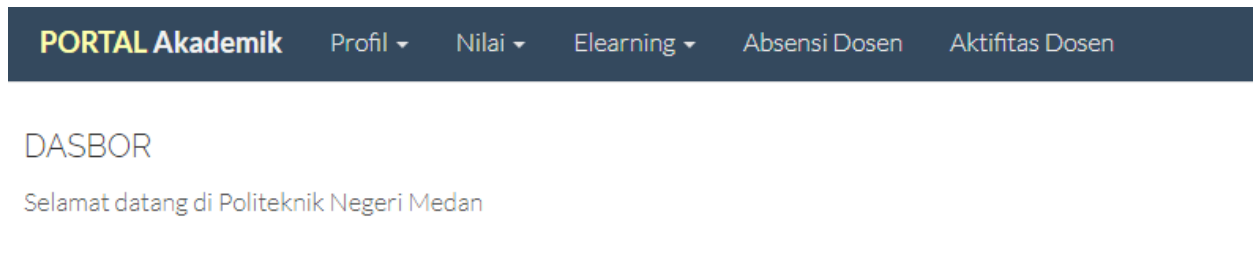 PORTAL Akademik Profil Nilai Elearning Absensi Dosen Aktifitas Dosen
DASBOR
Selamat datang di Politeknik Negeri Medan